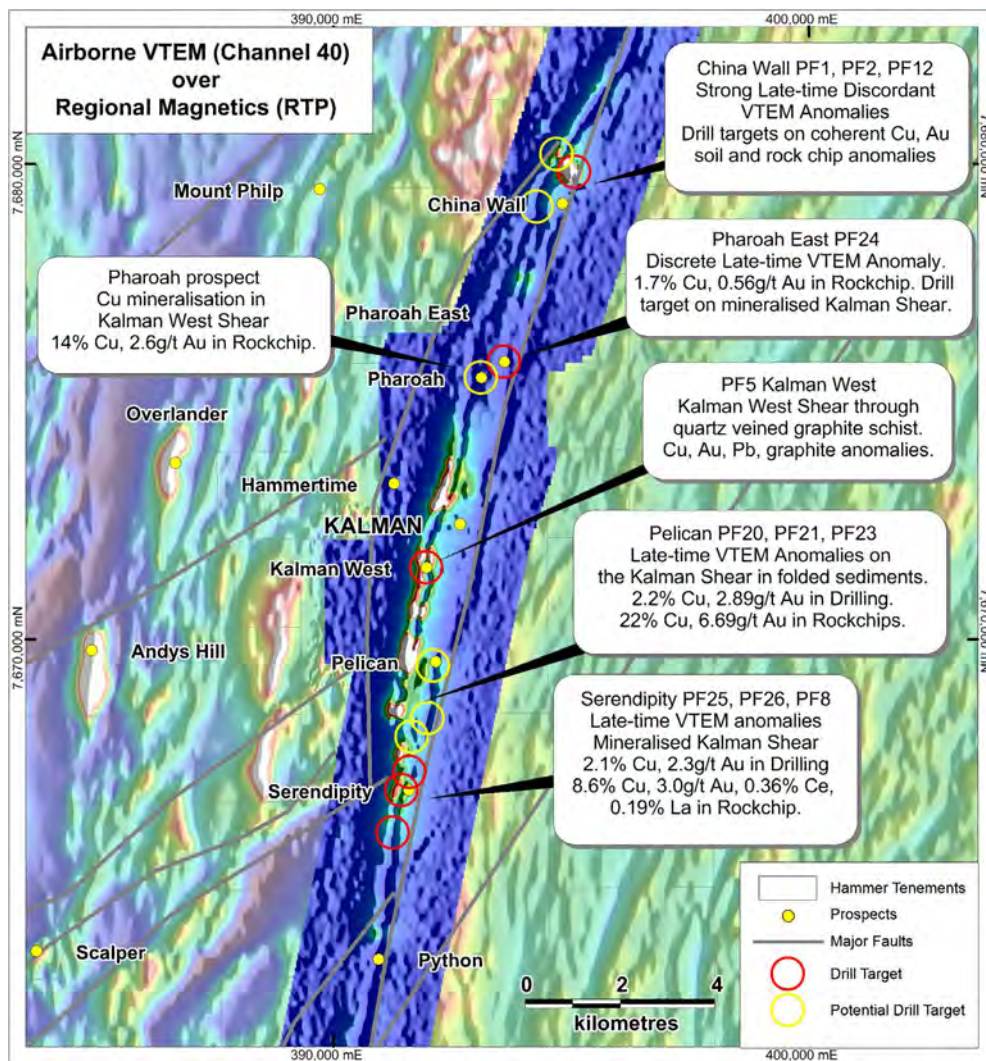 390,000 mE
400,000 mE
Airborne VTEM (Channel 40)
over
Regional Magnetics (RTP)
China Wall PF1, PF2, PF12
Strong Late-time Discordant
VTEM Anomalies
Drill targets on coherent Cu, Au
soil and rock chip anomalies
7,680,000 mN
7,680,000 mN
Mount Philp
China Wall
Pharoah East PF24
Discrete Late-time VTEM Anomaly.
1.7% Cu, 0.56g/t Au in Rockchip. Drill
target on mineralised Kalman Shear.
Pharoah prospect
Cu mineralisation in
Kalman West Shear
14% Cu, 2.6g/t Au in Rockchip.
Pharoah East
Pharoah
PF5 Kalman West
Kalman West Shear through
quartz veined graphite schist.
Cu, Au, Pb, graphite anomalies.
Overlander
Hammertime
KALMAN
Kalman West
Pelican PF20, PF21, PF23
Late-time VTEM Anomalies on
the Kalman Shear in folded sediments.
2.2% Cu, 2.89g/t Au in Drilling.
22% Cu, 6.69g/t Au in Rockchips.
7,670,000 mN
7,670,000 mN
Andys Hill
Pelican
Serendipity PF25, PF26, PF8
Late-time VTEM anomalies
Mineralised Kalman Shear
2.1% Cu, 2.3g/t Au in Drilling
8.6% Cu, 3.0g/t Au, 0.36% Ce,
0.19% La in Rockchip.
Serendipity
Scalper
Python
0 2 4
kilometres
Hammer Tenements
Prospects
Major Faults
Drill Target
Potential Drill Target
390,000 mE
400,000 mE